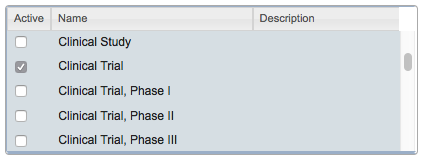 Active Name Description
Clinical Study
Clinical Trial
Clinical Trial, Phase I
Clinical Trial, Phase II
Clinical Trial, Phase III